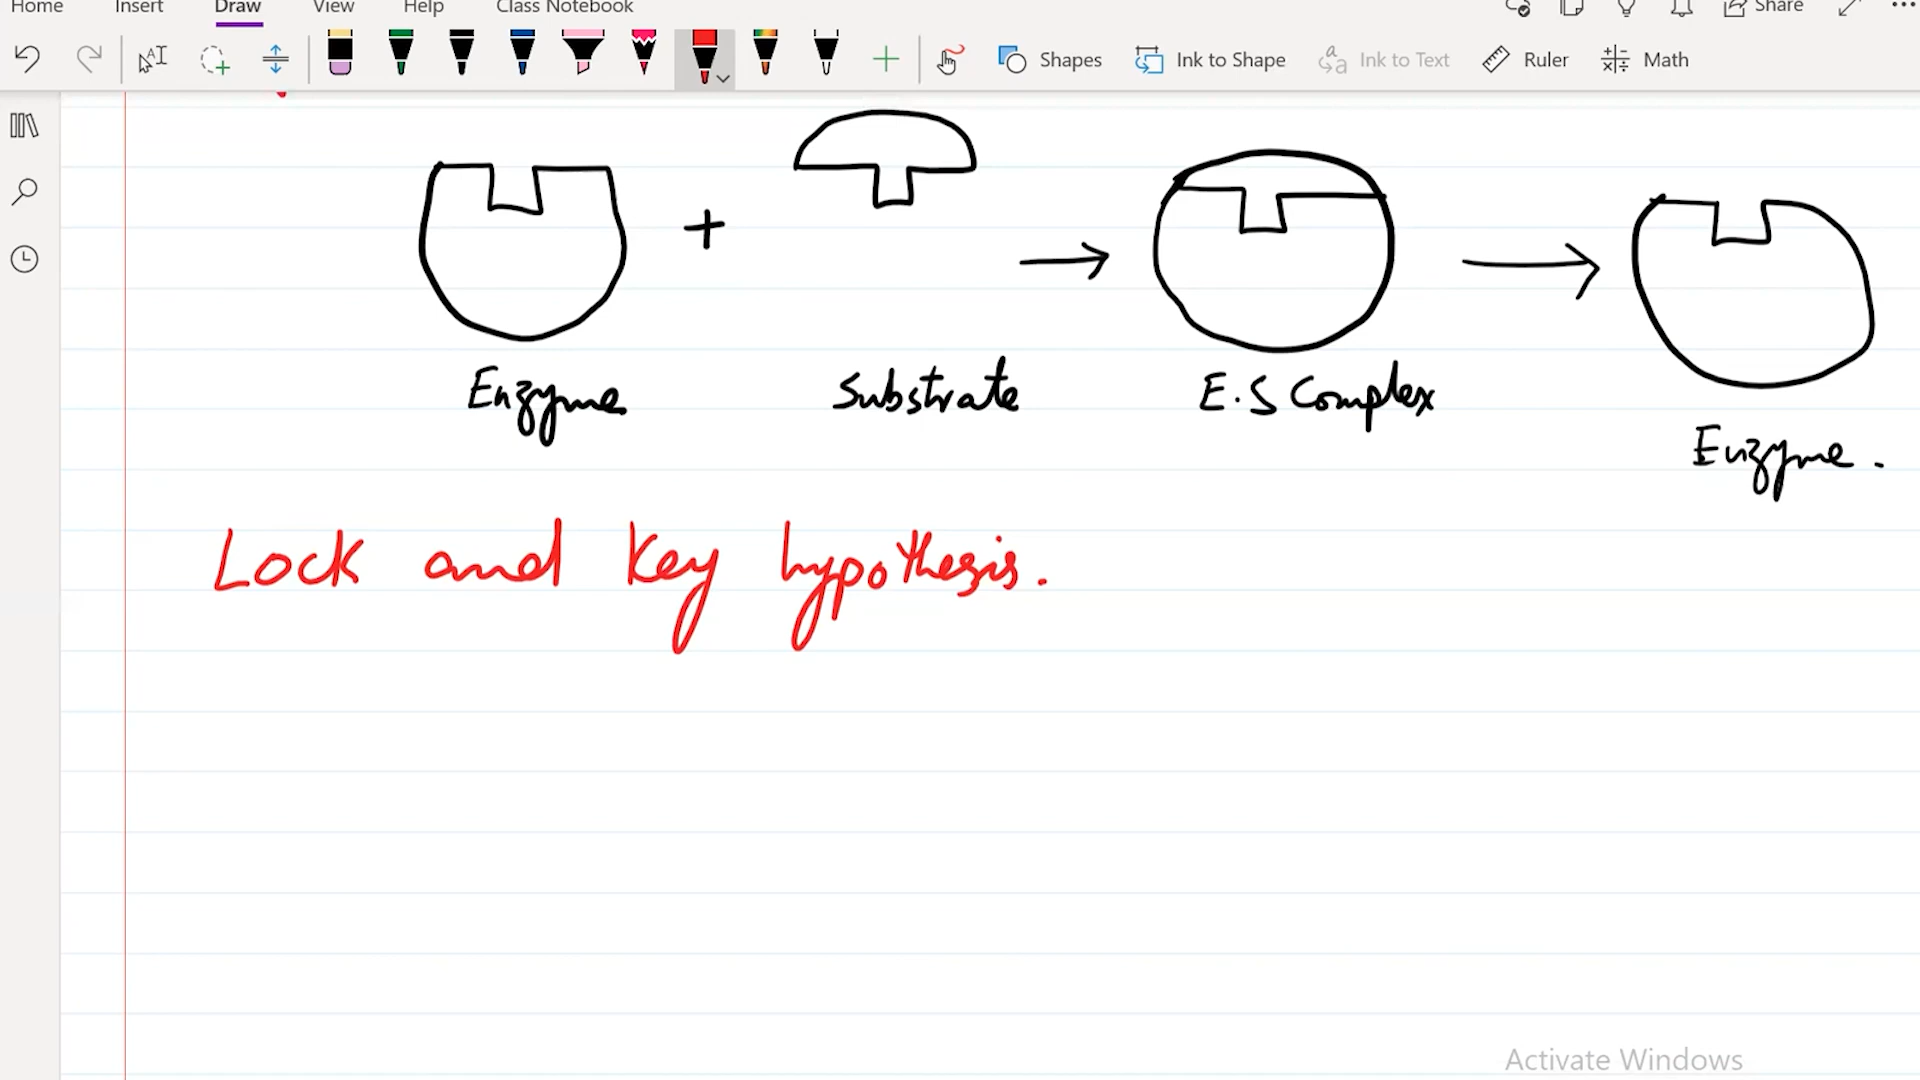 Home Insert Draw View Help Class Notebook Share
Shapes Ink to Shape Ink to Text Ruler Math
+
Enzyme Substrate E.S Complex
Enzyme.
Lock and Key hypothesis.
Activate Windows